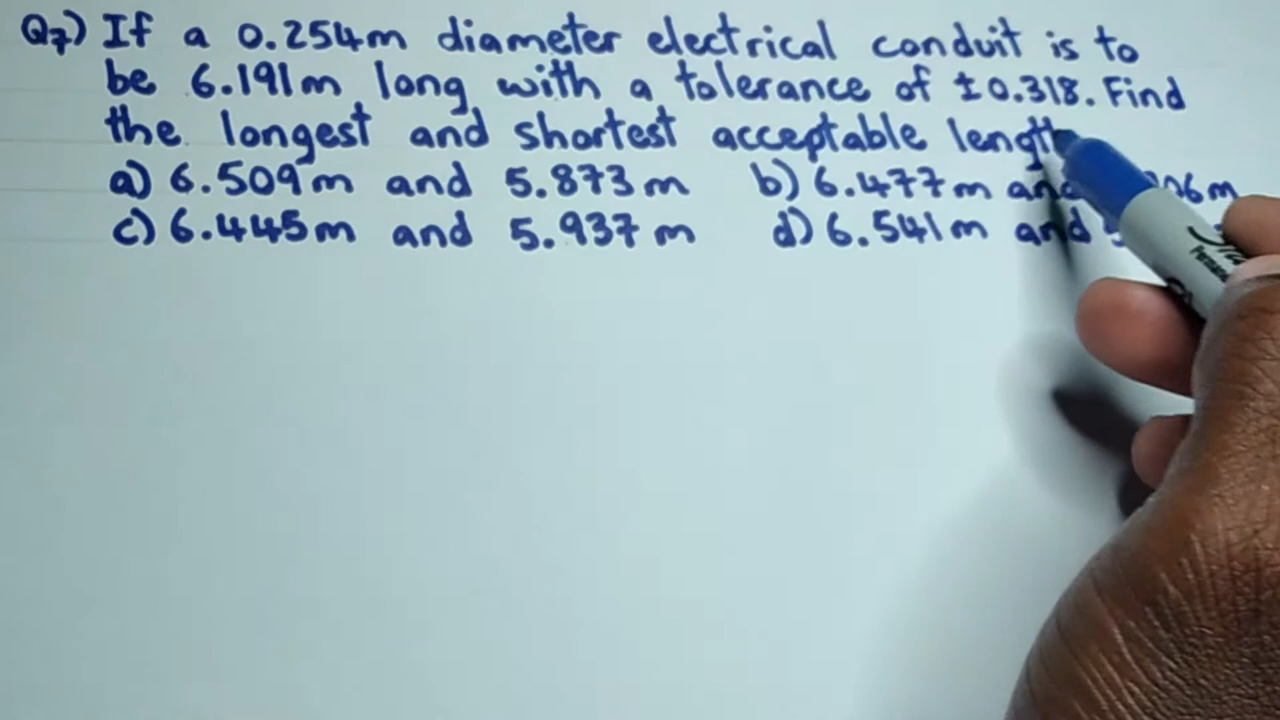 Q7) If a 0.254m diameter electrical conduit is to
be 6.191m long with a tolerance of ±0.318. Find
the longest and shortest acceptable length
a) 6.509m and 5.873m b) 6.477m and
c) 6.445m and 5.937m d) 6.541m and